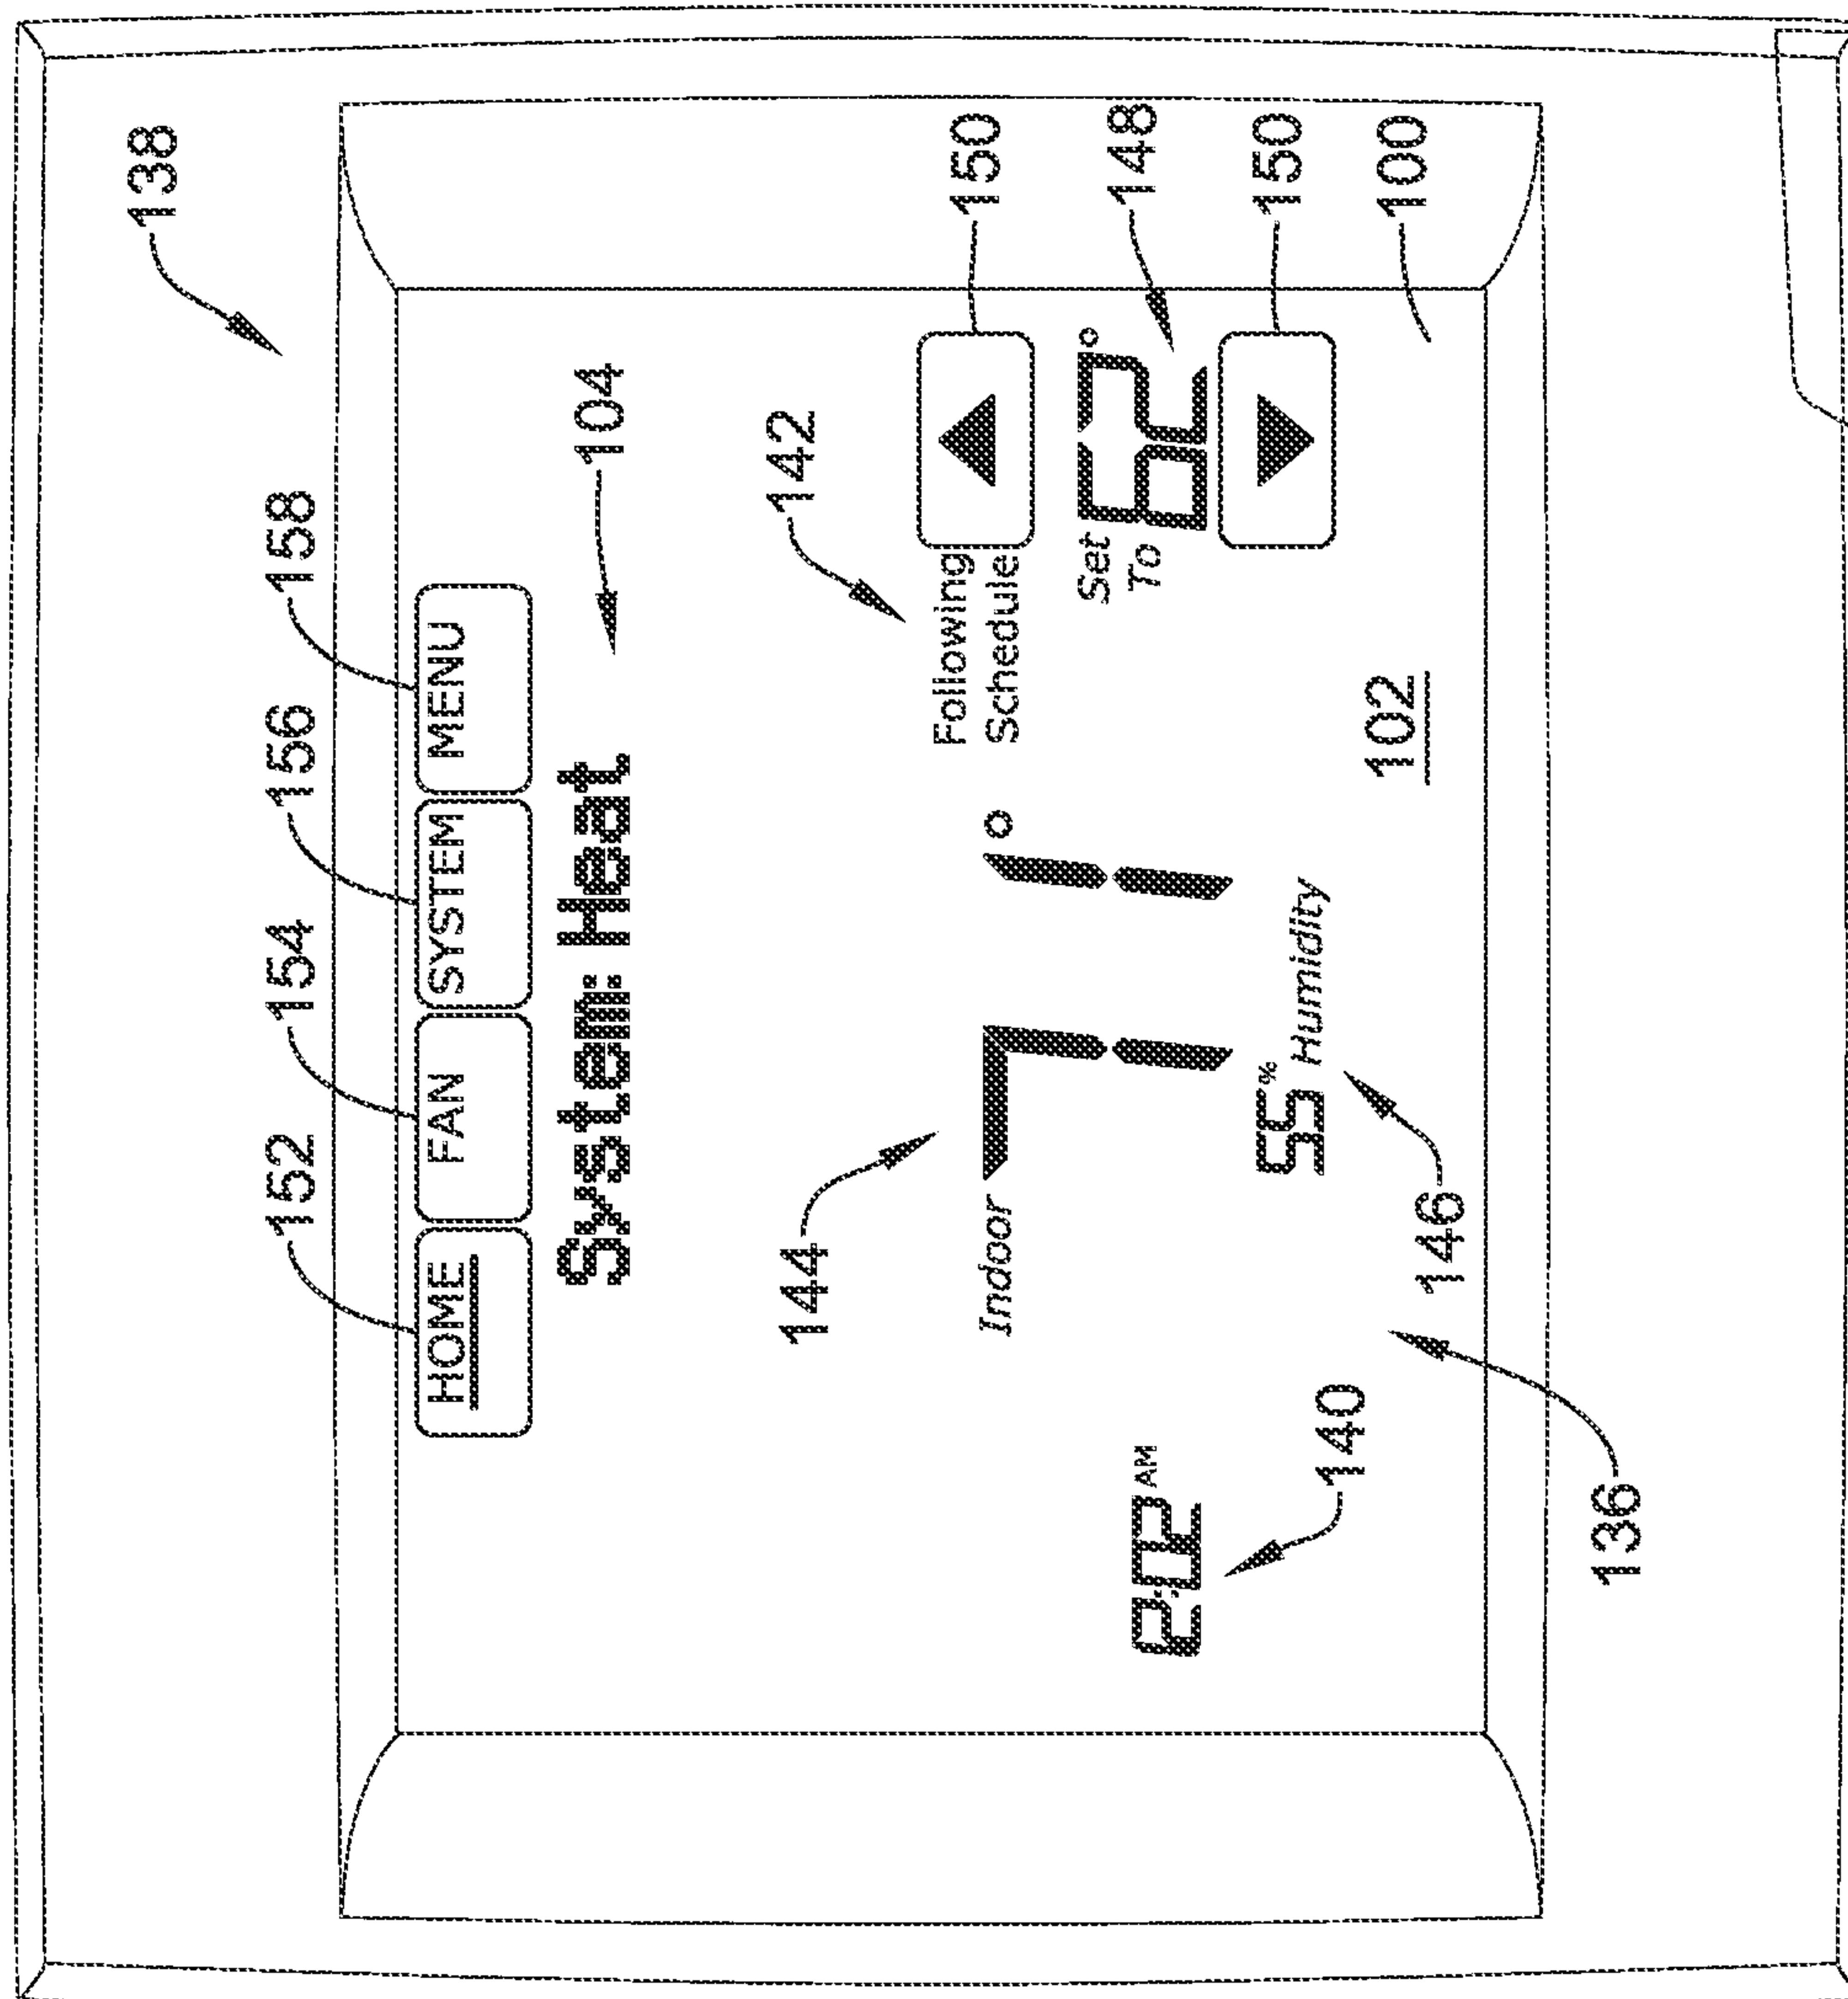 138
152 154 156 158
HOME FAN SYSTEM MENU
System: Heat 104
144 142
Following
Schedule
150
Indoor 71°
Set
To
62°
148
2:02 AM
55% Humidity
150
140
102
100
146
136